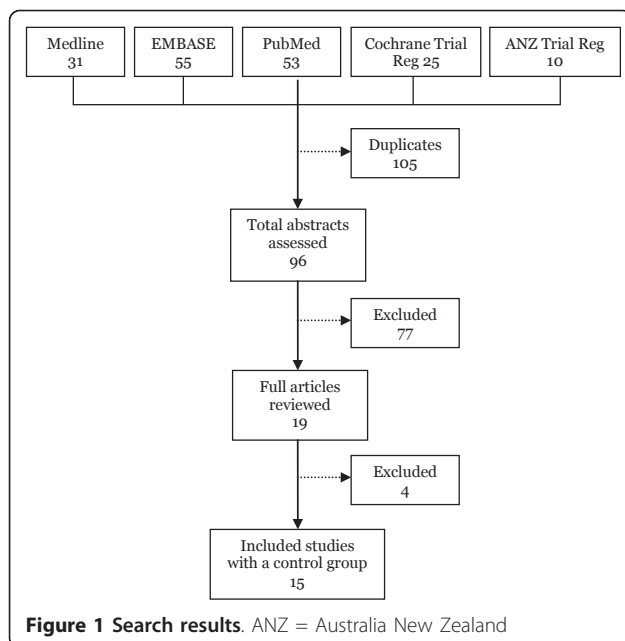 Medline
31
EMBASE
55
PubMed
53
Cochrane Trial
Reg 25
ANZ Trial Reg
10
Duplicates
105
Total abstracts
assessed
96
Excluded
77
Full articles
reviewed
19
Excluded
4
Included studies
with a control group
15
Figure 1 Search results. ANZ = Australia New Zealand